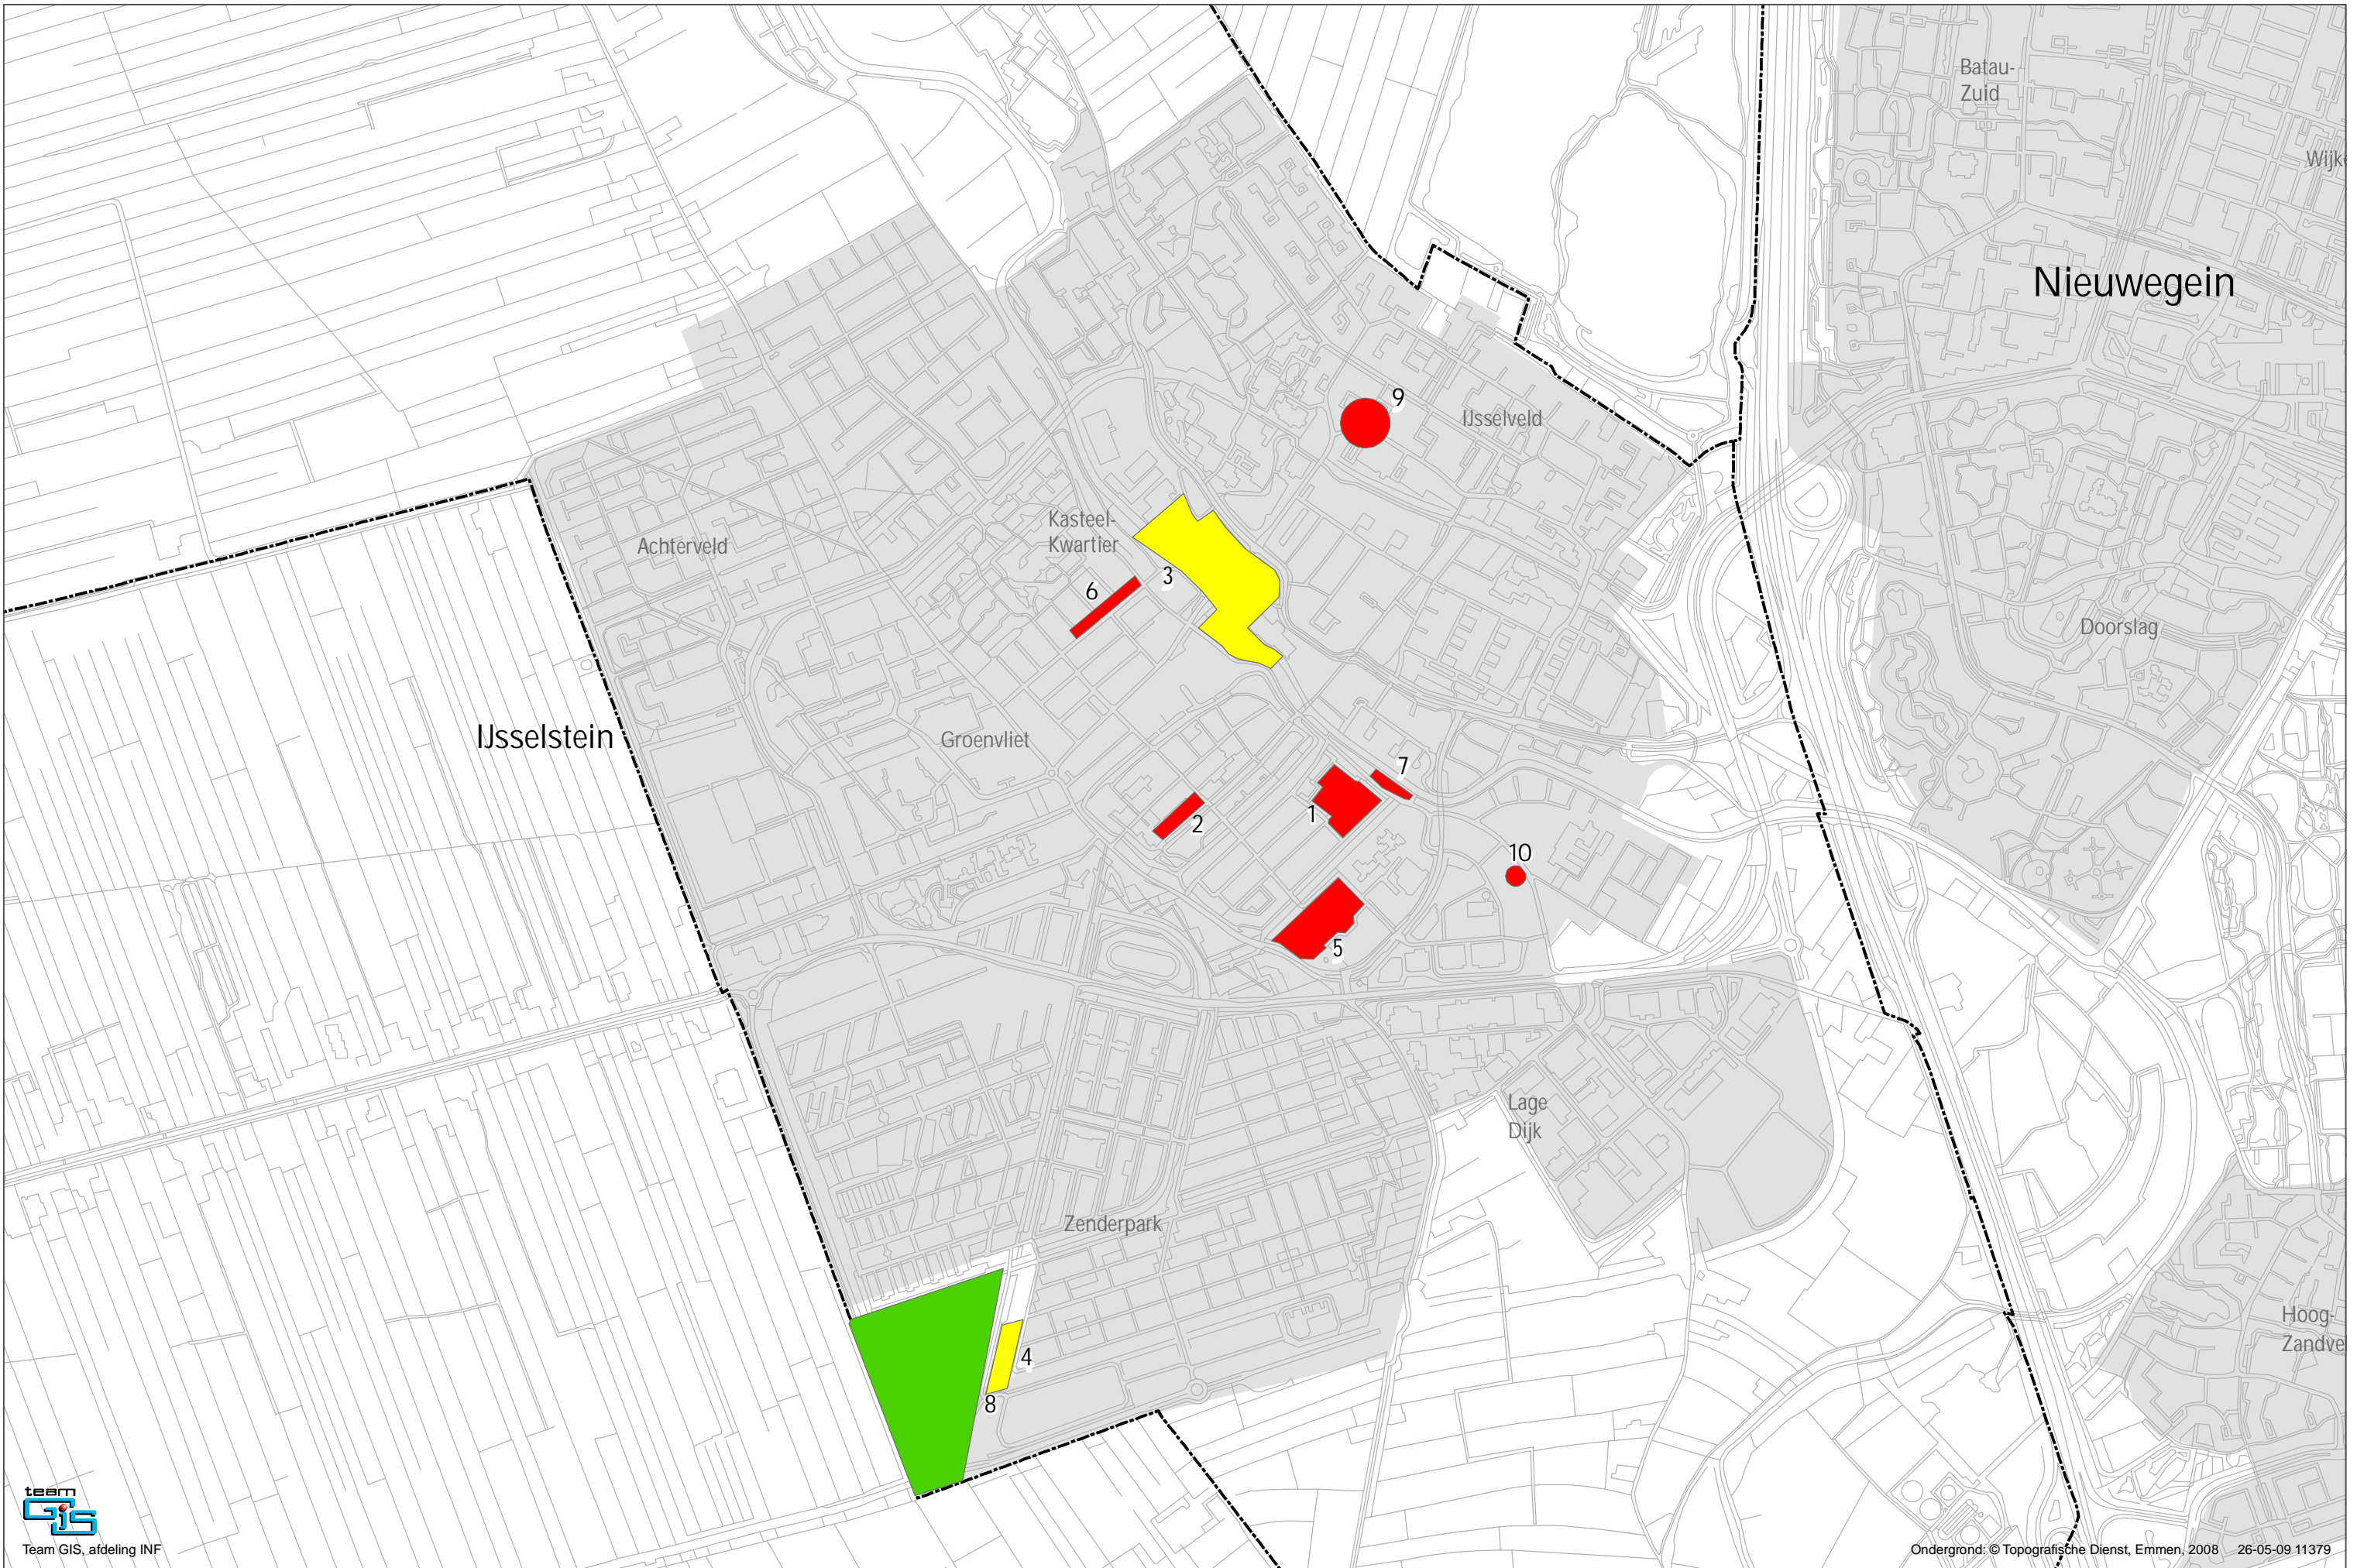 Batau-
Zuid
Nieuwegein
9
IJsselveld
Kasteel-
Kwartier
Achterveld
3
6
Doorslag
IJsselstein
Groenvliet
7
1
2
10
5
Lage
Dijk
Zenderpark
Hoog-
4
8
team
GIS
Team GIS, afdeling INF
Ondergrond: © Topografische Dienst, Emmen, 2008 26-05-09 11379